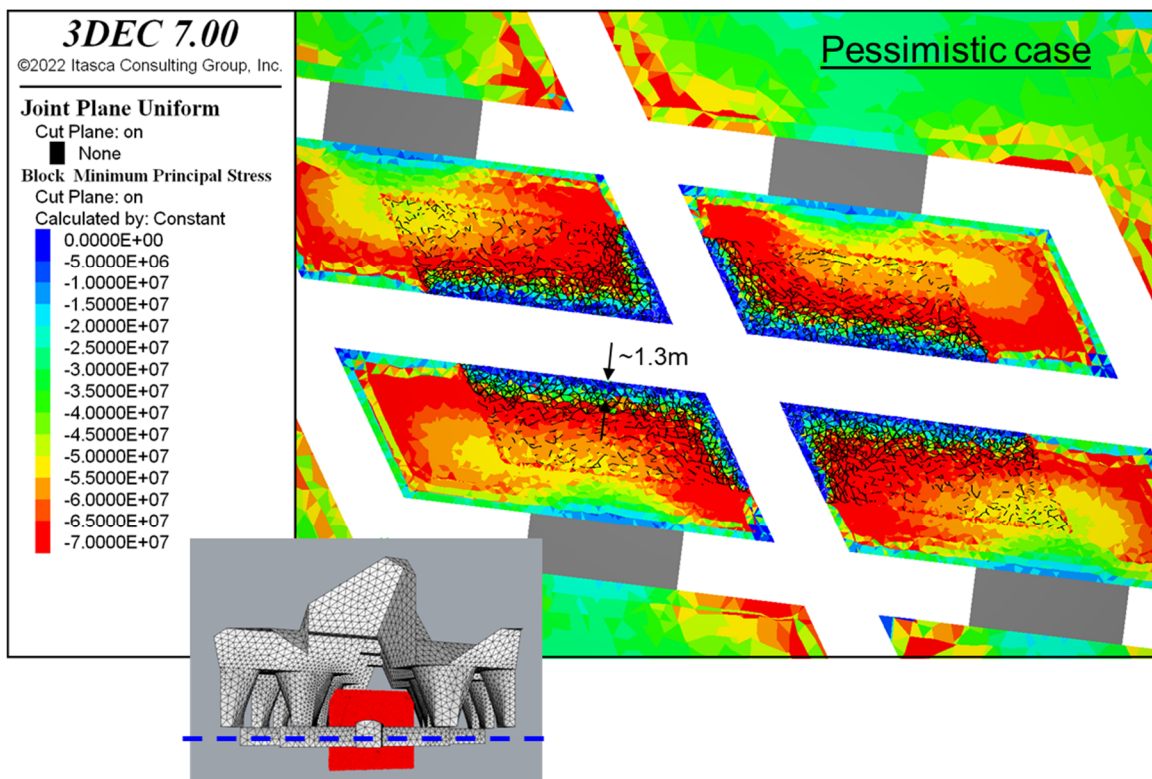 3DEC 7.00
©2022 Itasca Consulting Group, Inc.
Joint Plane Uniform
Cut Plane: on
None
Block Minimum Principal Stress
Cut Plane: on
Calculated by: Constant
0.0000E+00
-5.0000E+06
-1.0000E+07
-1.5000E+07
-2.0000E+07
-2.5000E+07
-3.0000E+07
-3.5000E+07
-4.0000E+07
-4.5000E+07
-5.0000E+07
-5.5000E+07
-6.0000E+07
-6.5000E+07
-7.0000E+07
Pessimistic case
~1.3m